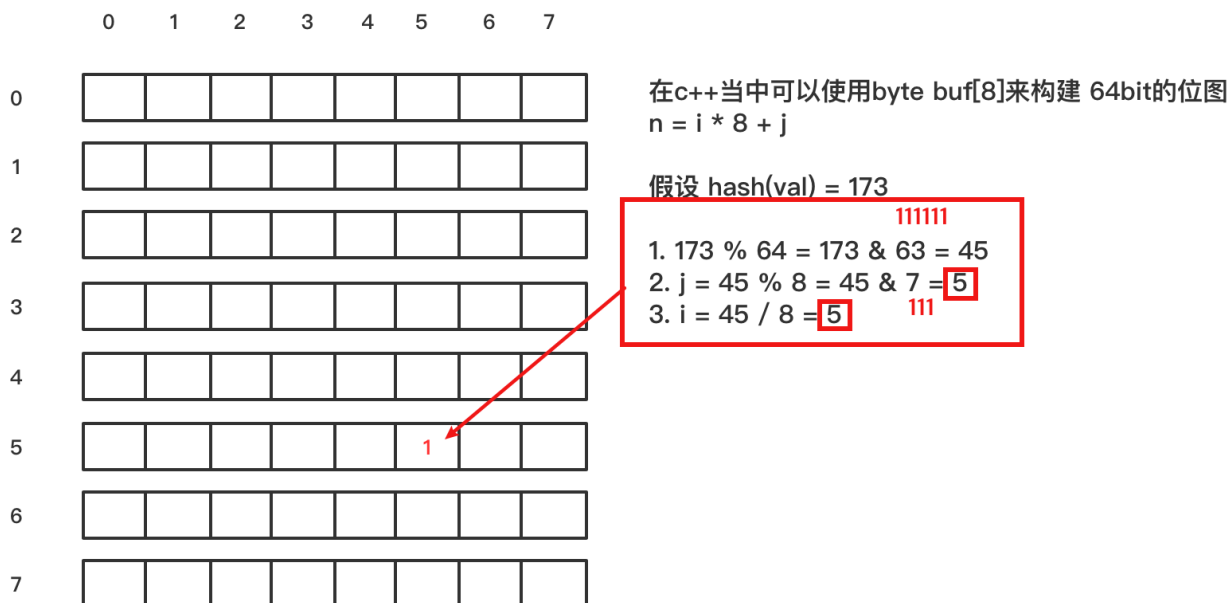 0 1 2 3 4 5 6 7
0
1
2
3
4
5
1
6
7
在c++当中可以使用byte buf[8]来构建 64bit的位图
n = i * 8 + j
假设 hash(val) = 173
111111
1. 173 % 64 = 173 & 63 = 45
2. j = 45 % 8 = 45 & 7 = 5
3. i = 45 / 8 = 5
111